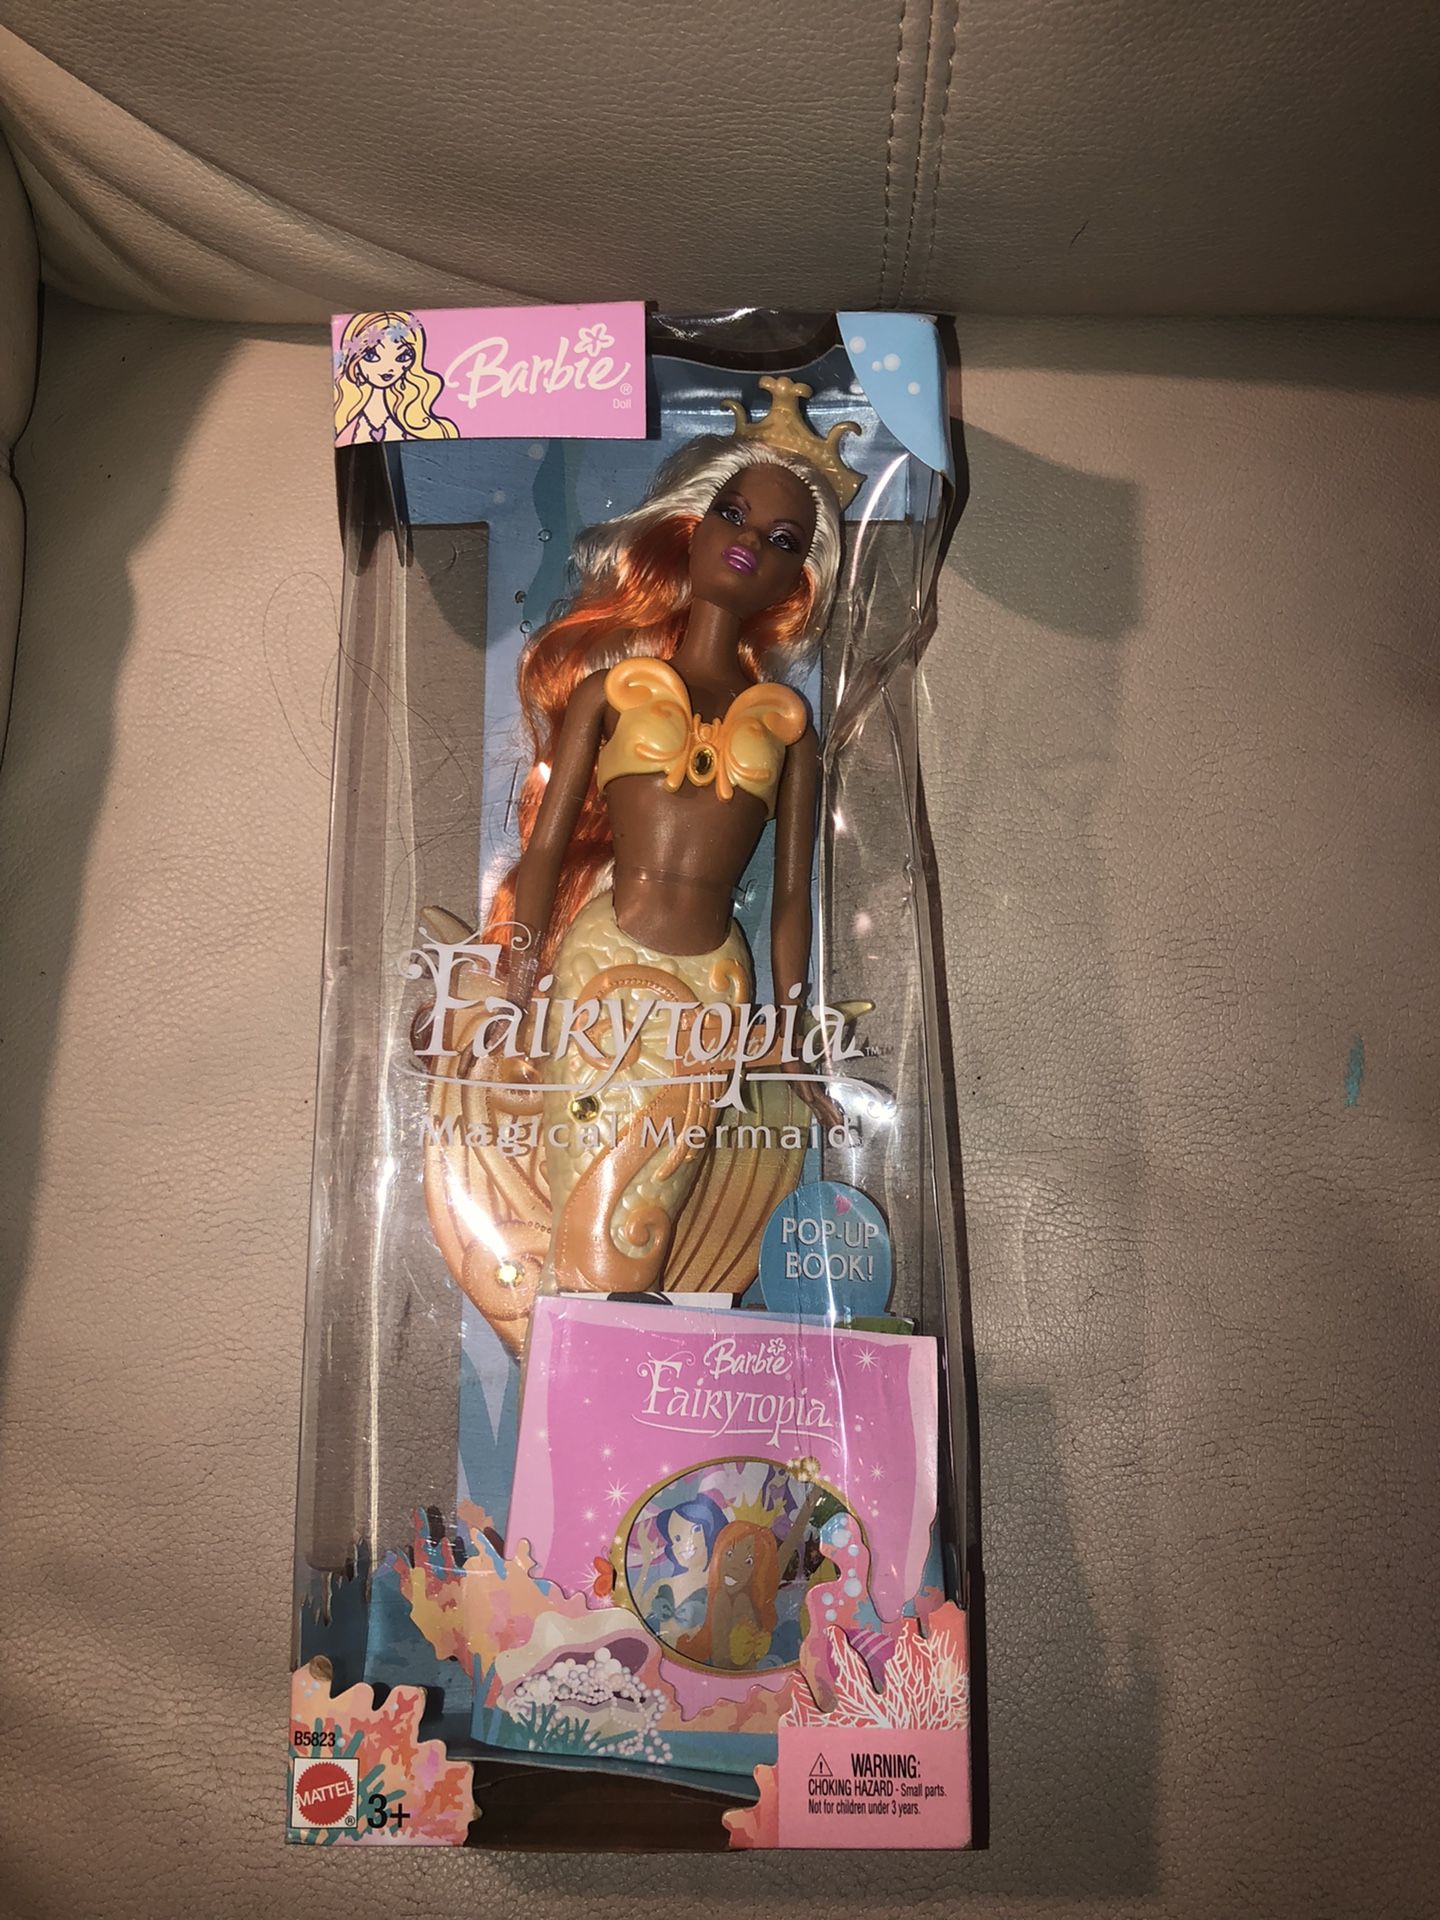 Barbie®
Doll
Fairytopia™
Magical Mermaid
POP-UP
BOOK!
Barbie
Fairytopia
B5823
MATTEL®
3+
⚠ WARNING:
CHOKING HAZARD - Small parts.
Not for children under 3 years.